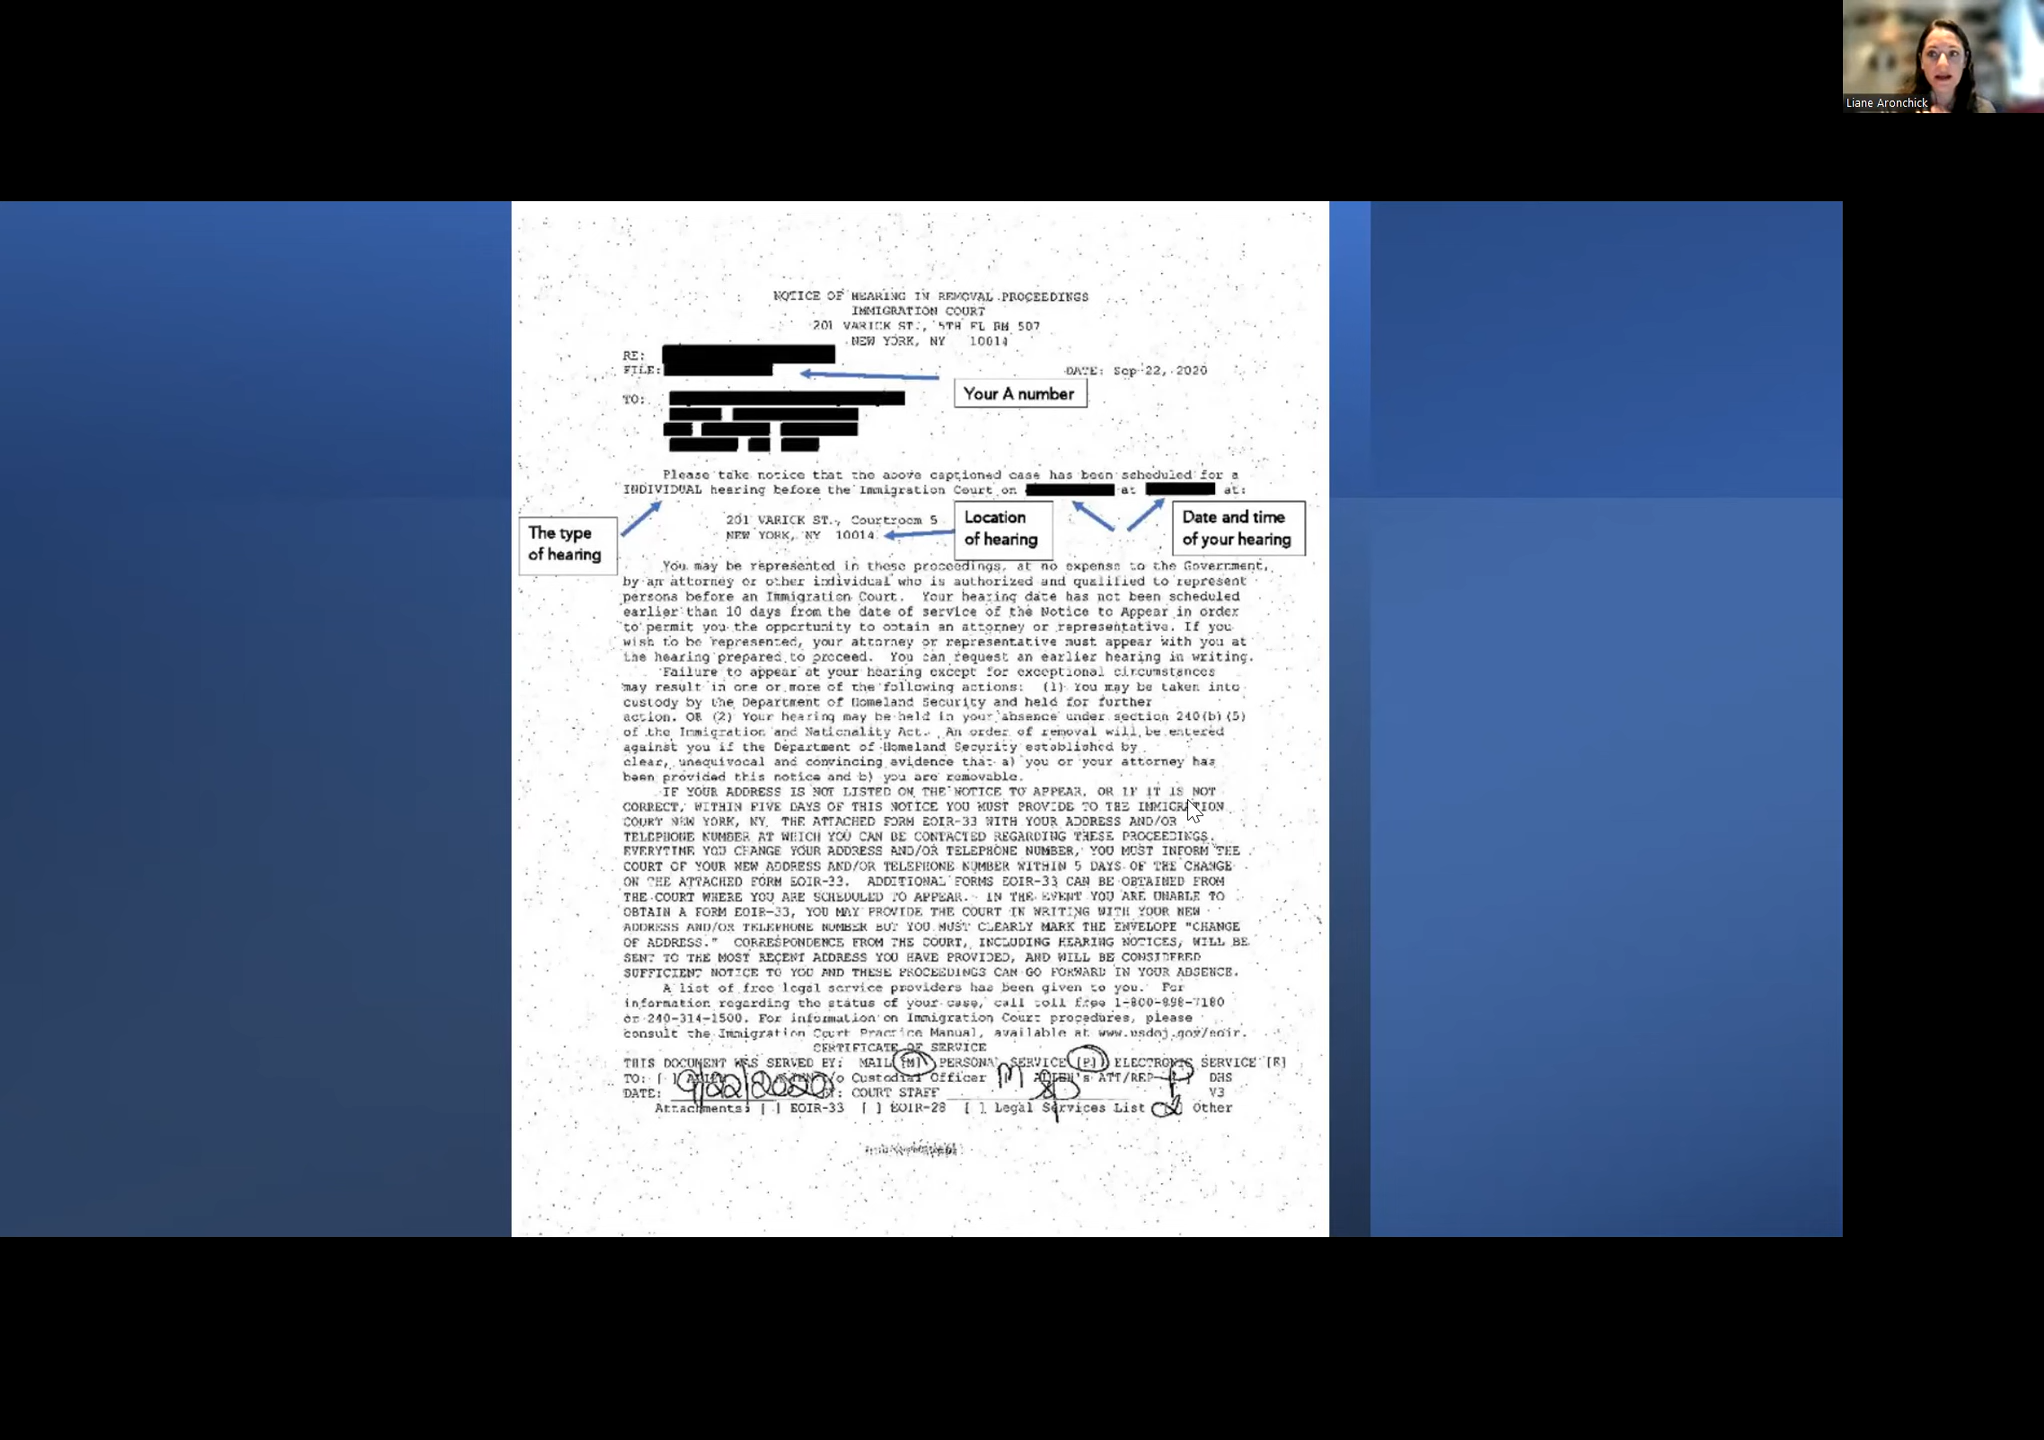 Liane Aronchick
NOTICE OF HEARING IN REMOVAL PROCEEDINGS
IMMIGRATION COURT
201 VARICK ST., 5TH FL RM 507
NEW YORK, NY 10014
RE:
FILE:
DATE: Sep 22, 2020
Your A number
TO:
Please take notice that the above captioned case has been scheduled for a
INDIVIDUAL hearing before the Immigration Court on at at:
The type
of hearing
201 VARICK ST., Courtroom 5
NEW YORK, NY 10014
Location
of hearing
Date and time
of your hearing
You may be represented in these proceedings, at no expense to the Government,
by an attorney or other individual who is authorized and qualified to represent
persons before an Immigration Court. Your hearing date has not been scheduled
earlier than 10 days from the date of service of the Notice to Appear in order
to permit you the opportunity to obtain an attorney or representative. If you
wish to be represented, your attorney or representative must appear with you at
the hearing prepared to proceed. You can request an earlier hearing in writing.
Failure to appear at your hearing except for exceptional circumstances
may result in one or more of the following actions: (1) You may be taken into
custody by the Department of Homeland Security and held for further
action. OR (2) Your hearing may be held in your absence under section 240(b)(5)
of the Immigration and Nationality Act. An order of removal will be entered
against you if the Department of Homeland Security established by
clear, unequivocal and convincing evidence that a) you or your attorney has
been provided this notice and b) you are removable.
IF YOUR ADDRESS IS NOT LISTED ON THE NOTICE TO APPEAR, OR IF IT IS NOT
CORRECT, WITHIN FIVE DAYS OF THIS NOTICE YOU MUST PROVIDE TO THE IMMIGRATION
COURT NEW YORK, NY THE ATTACHED FORM EOIR-33 WITH YOUR ADDRESS AND/OR
TELEPHONE NUMBER AT WHICH YOU CAN BE CONTACTED REGARDING THESE PROCEEDINGS.
EVERYTIME YOU CHANGE YOUR ADDRESS AND/OR TELEPHONE NUMBER, YOU MUST INFORM THE
COURT OF YOUR NEW ADDRESS AND/OR TELEPHONE NUMBER WITHIN 5 DAYS OF THE CHANGE
ON THE ATTACHED FORM EOIR-33. ADDITIONAL FORMS EOIR-33 CAN BE OBTAINED FROM
THE COURT WHERE YOU ARE SCHEDULED TO APPEAR. IN THE EVENT YOU ARE UNABLE TO
OBTAIN A FORM EOIR-33, YOU MAY PROVIDE THE COURT IN WRITING WITH YOUR NEW
ADDRESS AND/OR TELEPHONE NUMBER BUT YOU MUST CLEARLY MARK THE ENVELOPE "CHANGE
OF ADDRESS." CORRESPONDENCE FROM THE COURT, INCLUDING HEARING NOTICES, WILL BE
SENT TO THE MOST RECENT ADDRESS YOU HAVE PROVIDED, AND WILL BE CONSIDERED
SUFFICIENT NOTICE TO YOU AND THESE PROCEEDINGS CAN GO FORWARD IN YOUR ABSENCE.
A list of free legal service providers has been given to you. For
information regarding the status of your case, call toll free 1-800-898-7180
or 240-314-1500. For information on Immigration Court procedures, please
consult the Immigration Court Practice Manual, available at www.usdoj.gov/eoir.
CERTIFICATE OF SERVICE
THIS DOCUMENT WAS SERVED BY: MAIL [M] PERSONAL SERVICE [P] ELECTRONIC SERVICE [E]
TO: [ ] c/o Custodial Officer M ALIEN's ATT/REP P DHS
DATE: 9/22/2020 BY: COURT STAFF V3
Attachments: [ ] EOIR-33 [ ] EOIR-28 [ ] Legal Services List Other